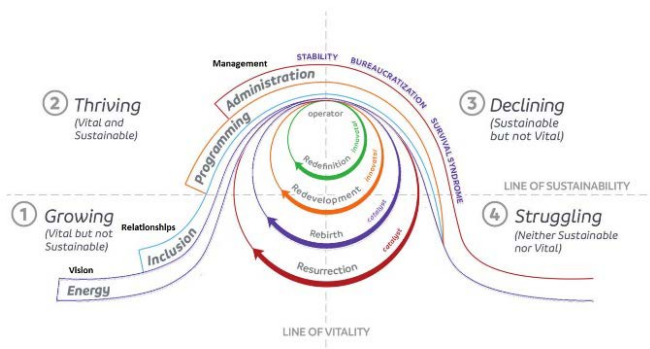 Management
STABILITY
BUREAUCRATIZATION
SURVIVAL SYNDROME
Administration
Programming
2 Thriving
(Vital and
Sustainable)
3 Declining
(Sustainable
but not Vital)
operator
innovator
Redefinition
innovator
Redevelopment
catalyst
Rebirth
catalyst
Resurrection
LINE OF SUSTAINABILITY
1 Growing
(Vital but not
Sustainable)
Relationships
Inclusion
Vision
Energy
4 Struggling
(Neither Sustainable
nor Vital)
LINE OF VITALITY